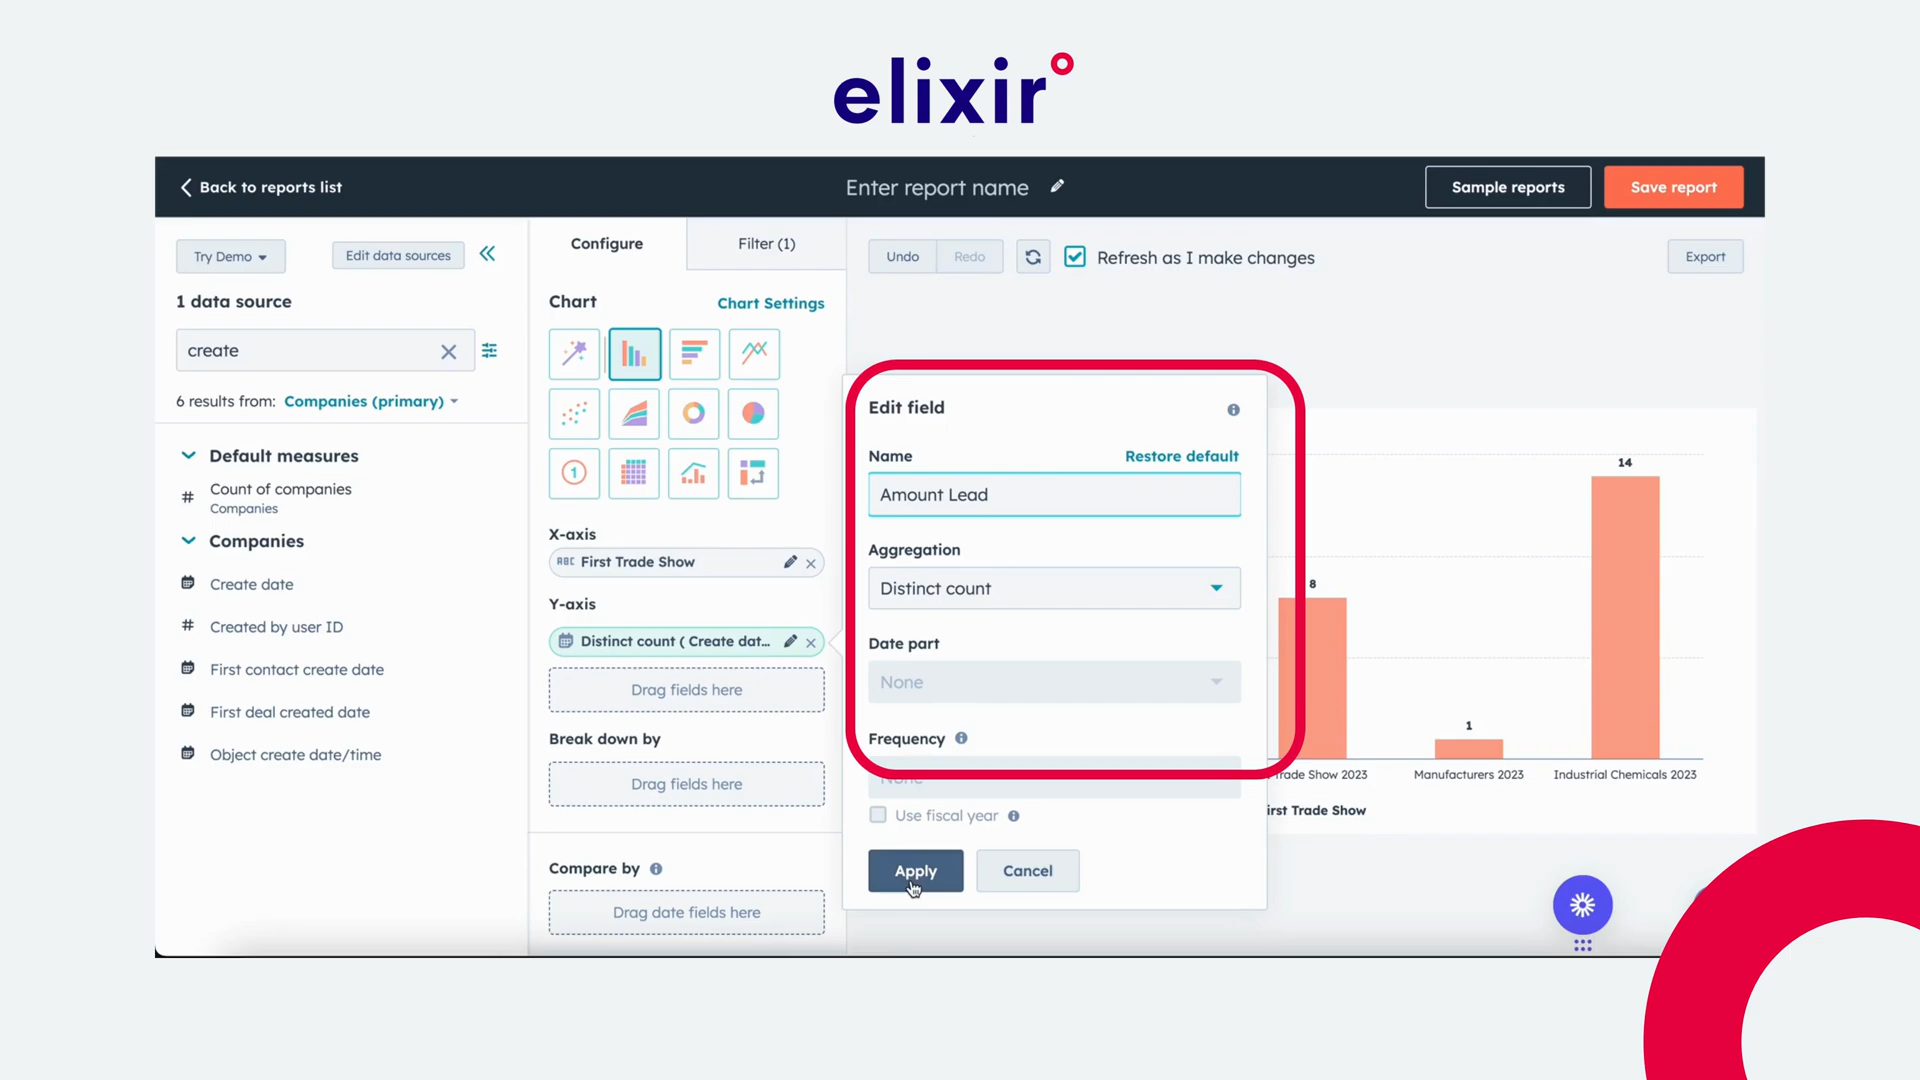 elixir
Back to reports list
Enter report name
Sample reports
Save report
Try Demo
Edit data sources
1 data source
create
6 results from: Companies (primary)
Default measures
# Count of companies
Companies
Companies
Create date
# Created by user ID
First contact create date
First deal created date
Object create date/time
Configure
Filter (1)
Chart
Chart Settings
1
X-axis
ABC First Trade Show
Y-axis
Distinct count ( Create dat...
Drag fields here
Break down by
Drag fields here
Compare by
Drag date fields here
Undo
Redo
Refresh as I make changes
Export
Edit field
Name
Restore default
Amount Lead
Aggregation
Distinct count
Date part
None
Frequency
None
Use fiscal year
Apply
Cancel
8
1
14
Trade Show 2023
Manufacturers 2023
Industrial Chemicals 2023
irst Trade Show